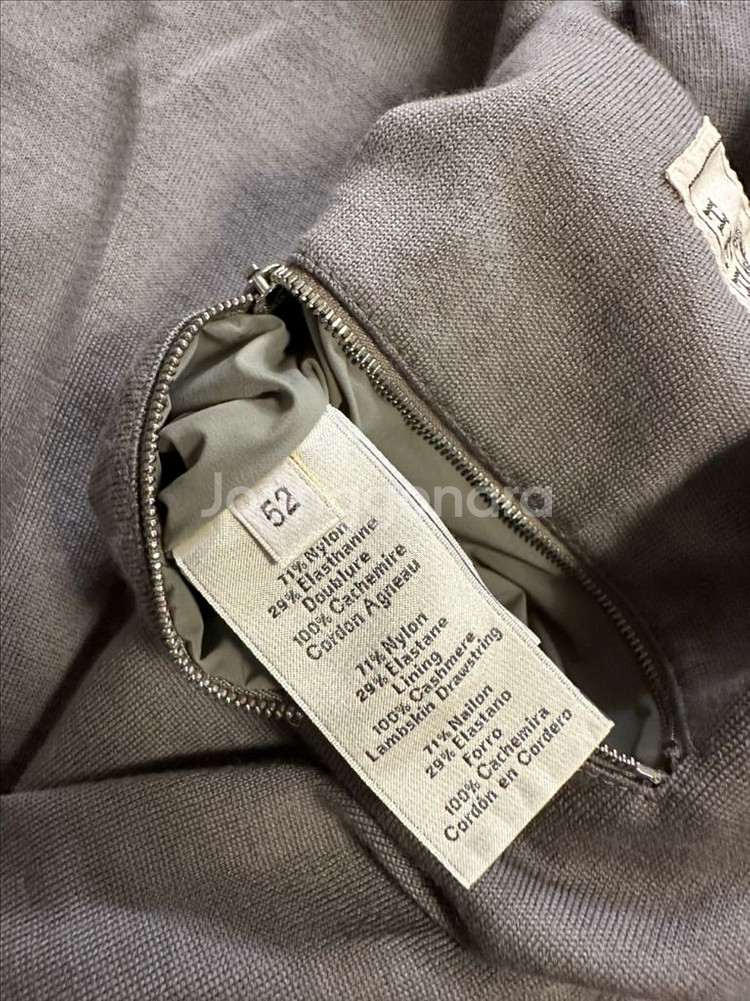 52
71% Nylon
29% Elasthanne
Doublure
100% Cachemire
Cordon Agneau
71% Nylon
29% Elastane
Lining
100% Cashmere
Lambskin Drawstring
71% Nailon
29% Elastano
Forro
100% Cachemira
Cordón en Cordero